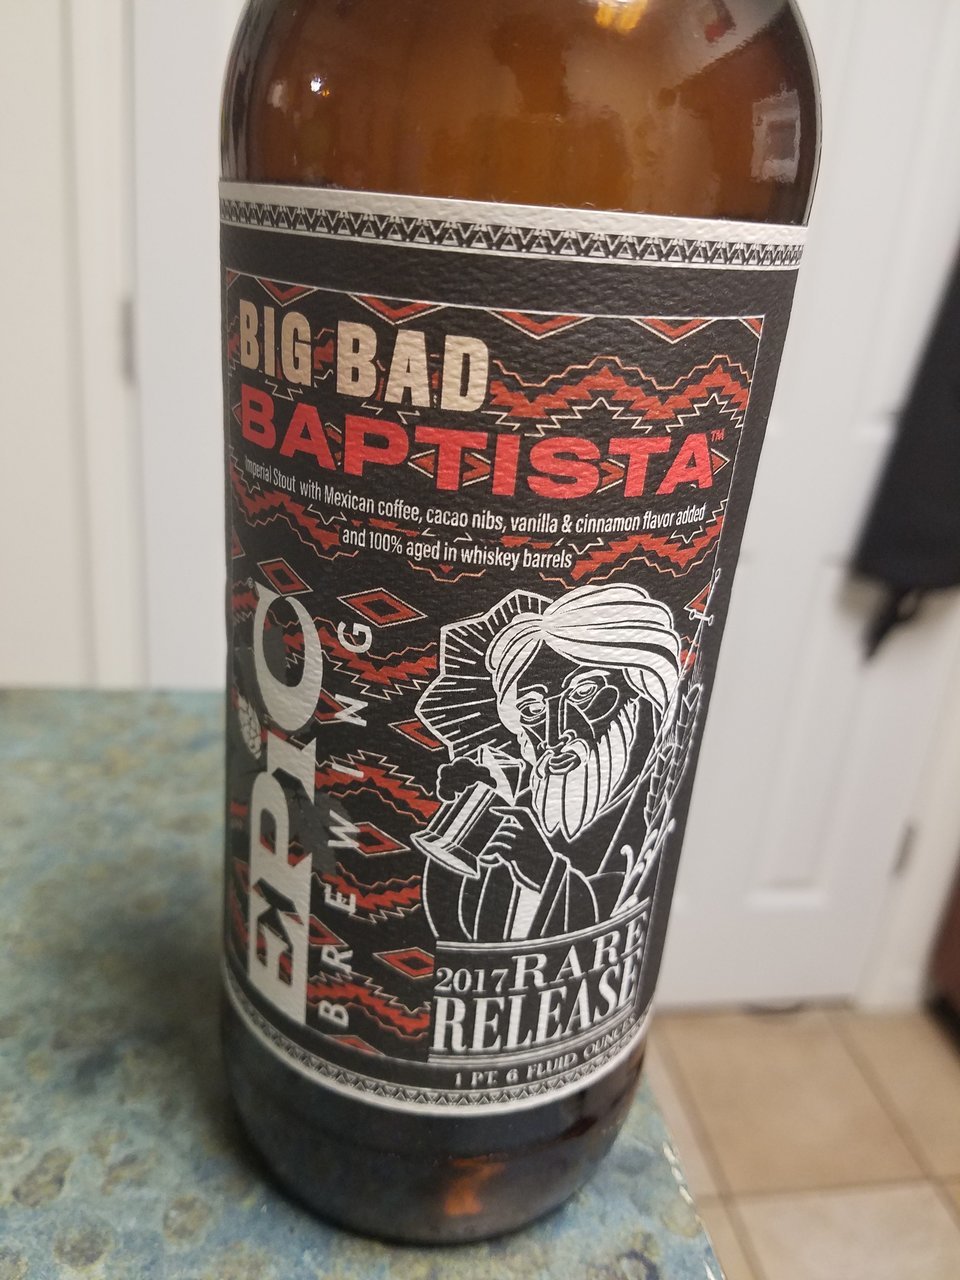 BIG BAD
BAPTISTA™
Imperial Stout with Mexican coffee, cacao nibs, vanilla & cinnamon flavor added
and 100% aged in whiskey barrels
EPIC®
BREWING
2017 RARE
RELEASE
1 PT. 6 FLUID OUNCES